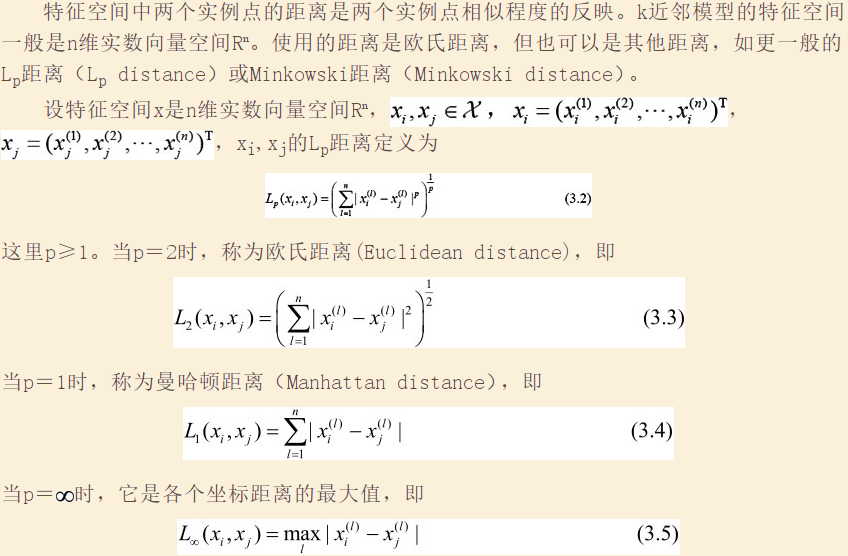 特征空间中两个实例点的距离是两个实例点相似程度的反映。k近邻模型的特征空间
一般是n维实数向量空间Rⁿ。使用的距离是欧氏距离，但也可以是其他距离，如更一般的
Lₚ距离（Lₚ distance）或Minkowski距离（Minkowski distance）。
设特征空间x是n维实数向量空间Rⁿ，$x_i, x_j \in \mathcal{X}$，$x_i = (x_i^{(1)}, x_i^{(2)}, \cdots, x_i^{(n)})^{\mathrm{T}}$，
$x_j = (x_j^{(1)}, x_j^{(2)}, \cdots, x_j^{(n)})^{\mathrm{T}}$，xᵢ,xⱼ的Lₚ距离定义为
$L_p(x_i, x_j) = \left( \sum_{l=1}^{n} | x_i^{(l)} - x_j^{(l)} |^p \right)^{\frac{1}{p}}$ (3.2)
这里p≥1。当p＝2时，称为欧氏距离(Euclidean distance)，即
$L_2(x_i, x_j) = \left( \sum_{l=1}^{n} | x_i^{(l)} - x_j^{(l)} |^2 \right)^{\frac{1}{2}}$ (3.3)
当p＝1时，称为曼哈顿距离（Manhattan distance），即
$L_1(x_i, x_j) = \sum_{l=1}^{n} | x_i^{(l)} - x_j^{(l)} |$ (3.4)
当p＝∞时，它是各个坐标距离的最大值，即
$L_\infty(x_i, x_j) = \max_{l} | x_i^{(l)} - x_j^{(l)} |$ (3.5)